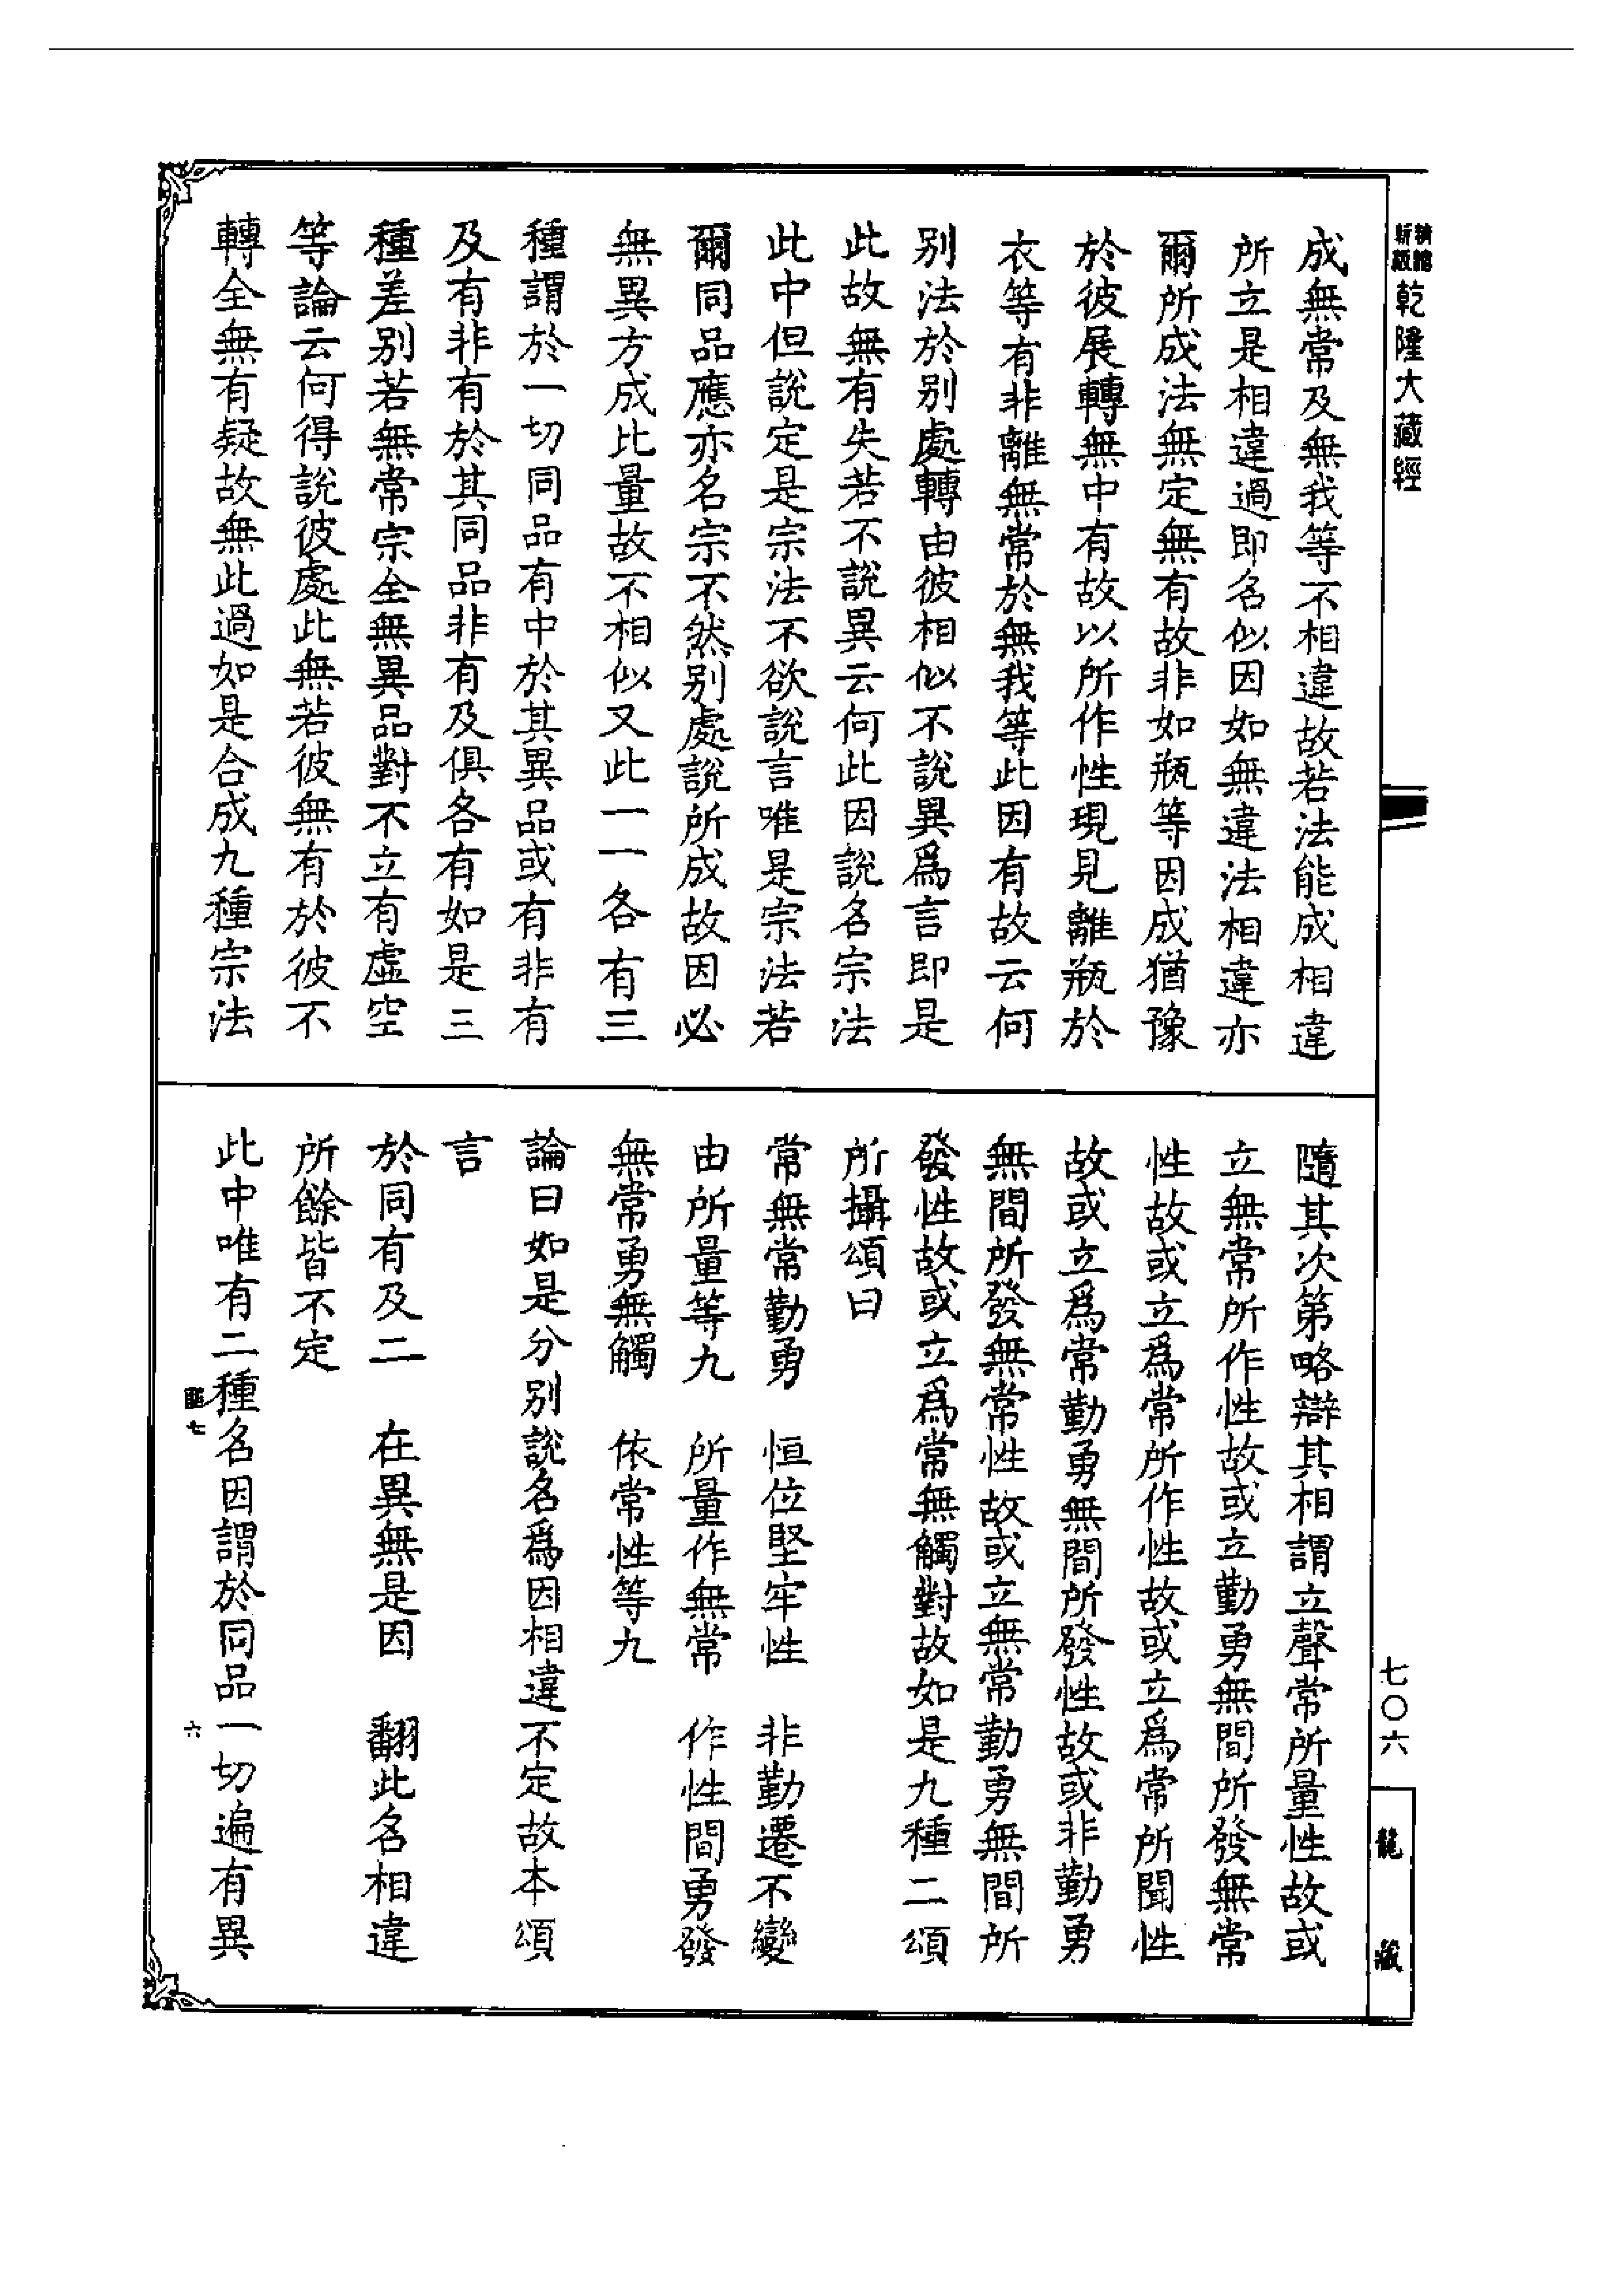 乾隆大藏經
成無常及無我等不相違故若法能成相違
所立是相違過即名似因如無違法相違亦
爾所成法無定無有故非如瓶等因成猶豫
於彼展轉無中有故以所作性現見離瓶於
衣等有非離無常於無我等此因有故云何
别法於别處轉由彼相似不說異爲言即是
此故無有失若不說異云何此因說名宗法
此中但說定是宗法不欲說言唯是宗法若
爾同品應亦名宗不然别處說所成故因必
無異方成比量故不相似又此一一各有三
種謂於一切同品有中於其異品或有非有
及有非有於其同品非有及俱各有如是三
種差别若無常宗全無異品對不立有虛空
等論云何得說彼處此無若彼無有於彼不
轉全無有疑故無此過如是合成九種宗法
隨其次第略辯其相謂立聲常所量性故或
立無常所作性故或立勤勇無間所發無常
性故或立爲常所作性故或立爲常所聞性
故或立爲常勤勇無間所發性故或非勤勇
無間所發無常性故或立無常勤勇無間所
發性故或立爲常無觸對故如是九種二頌
所攝頌曰
常無常勤勇　恒位堅牢性　非勤遷不變
由所量等九　所量作無常　作性間勇發
無常勇無觸　依常性等九
論曰如是分别說名爲因相違不定故本頌
言
於同有及二　在異無是因　翻此名相違
所餘皆不定
此中唯有二種名因謂於同品一切遍有異
七
六
七〇六
龍藏